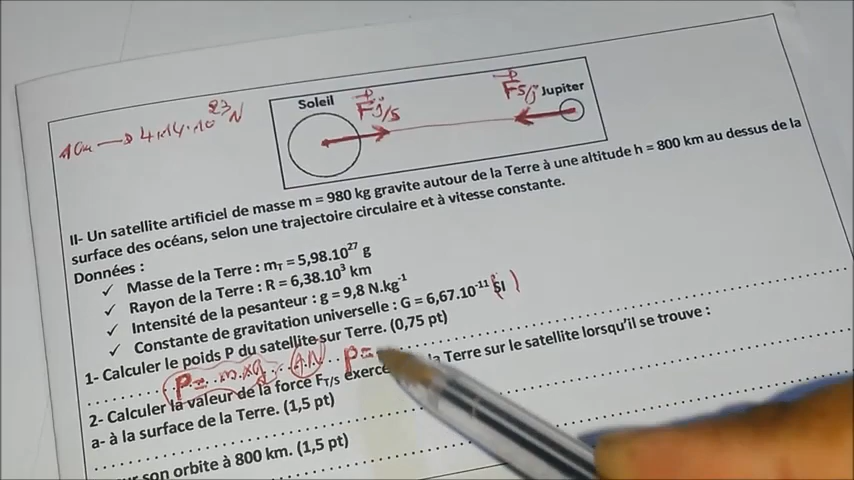 Soleil
Jupiter
F J/S
F S/J
1cm → 4,14.10^23 N
II- Un satellite artificiel de masse m = 980 kg gravite autour de la Terre à une altitude h = 800 km au dessus de la
surface des océans, selon une trajectoire circulaire et à vitesse constante.
Données :
✓ Masse de la Terre : mT = 5,98.10^27 g
✓ Rayon de la Terre : R = 6,38.10^3 km
✓ Intensité de la pesanteur : g = 9,8 N.kg^-1
✓ Constante de gravitation universelle : G = 6,67.10^-11 (SI)
1- Calculer le poids P du satellite sur Terre. (0,75 pt)
P = m x g A.N P =
2- Calculer la valeur de la force FT/S la Terre sur le satellite lorsqu'il se trouve :
a- à la surface de la Terre. (1,5 pt)
son orbite à 800 km. (1,5 pt)